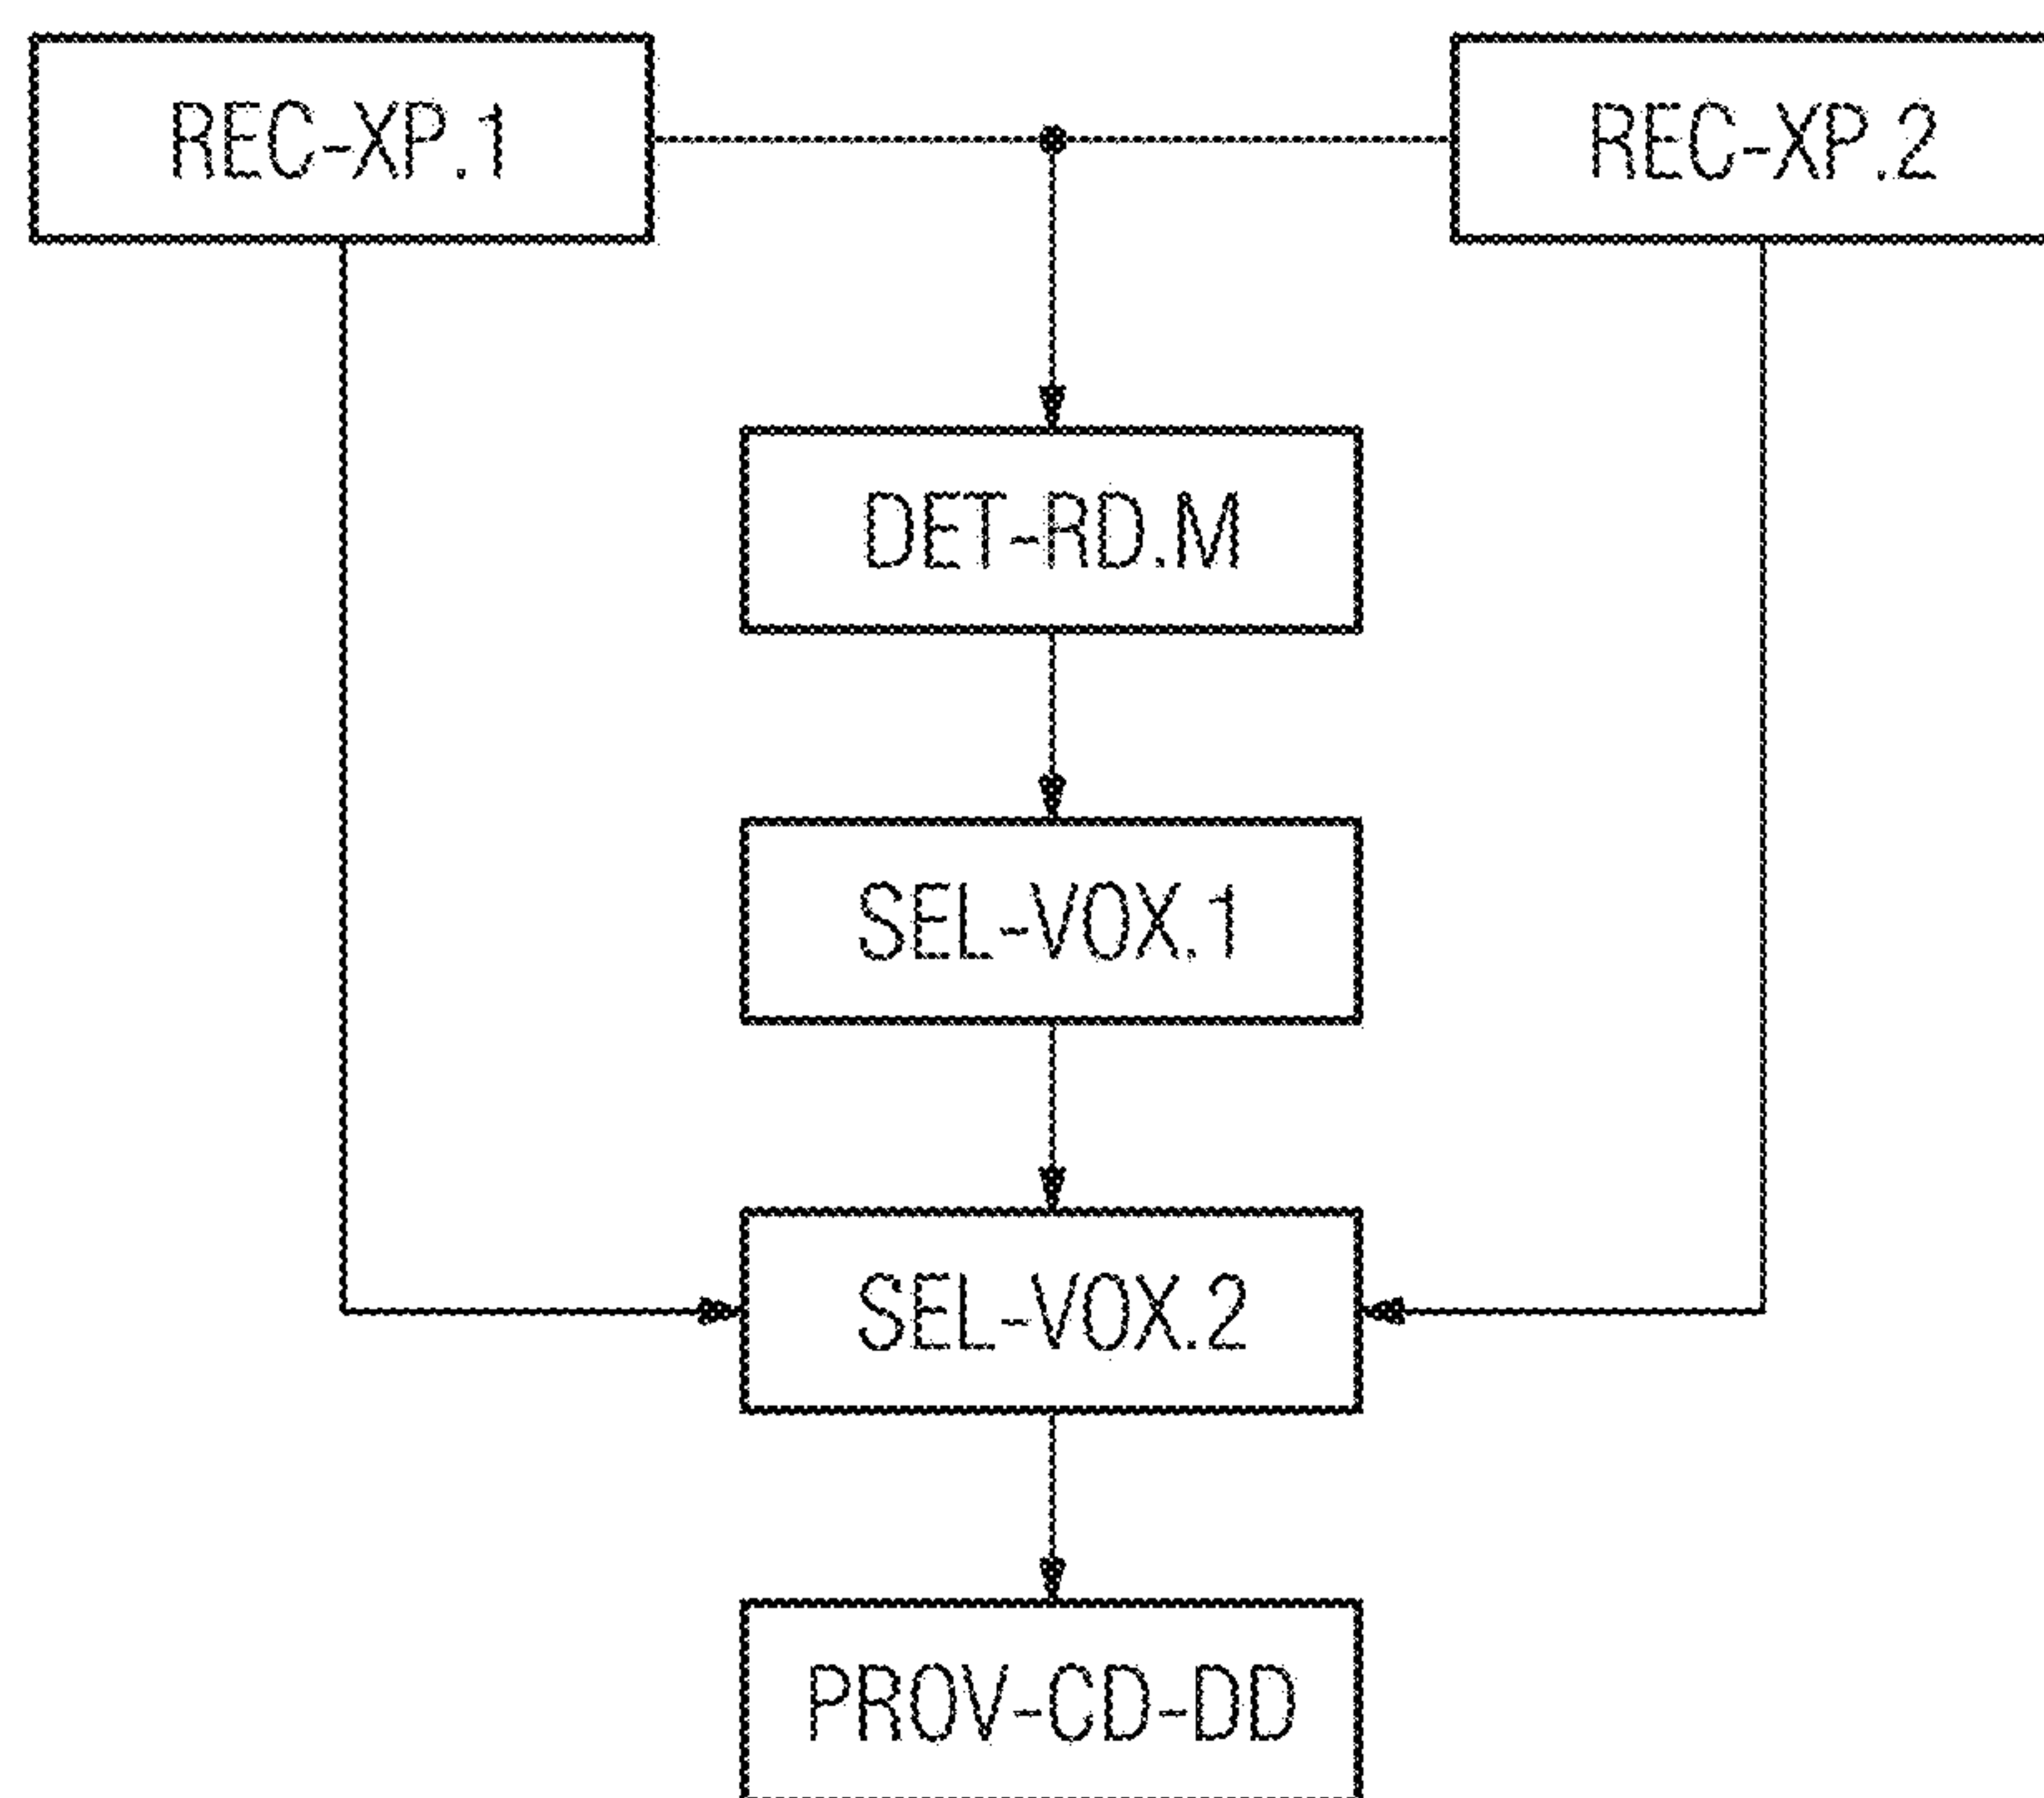 REC-XP.1
REC-XP.2
DET-RD.M
SEL-VOX.1
SEL-VOX.2
PROV-CD-DD